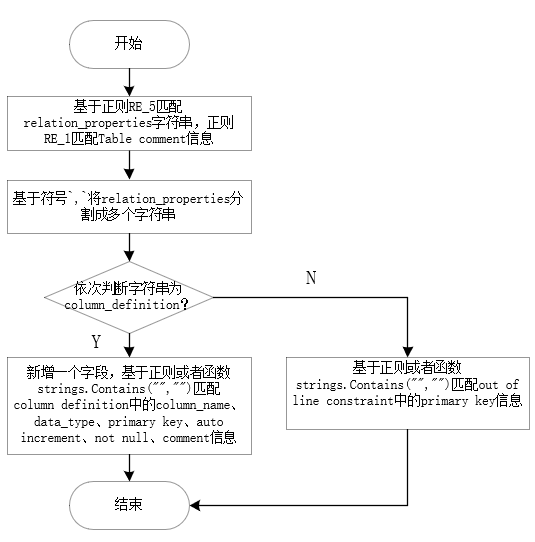 开始
基于正则RE_5匹配
relation_properties字符串，正则
RE_1匹配Table comment信息
基于符号`,`将relation_properties分
割成多个字符串
依次判断字符串为
column_definition?
N
Y
新增一个字段，基于正则或者函数
strings.Contains("","")匹配
column definition中的column_name、
data_type、primary key、auto
increment、not null、comment信息
基于正则或者函数
strings.Contains("","")匹配out of
line constraint中的primary key信息
结束